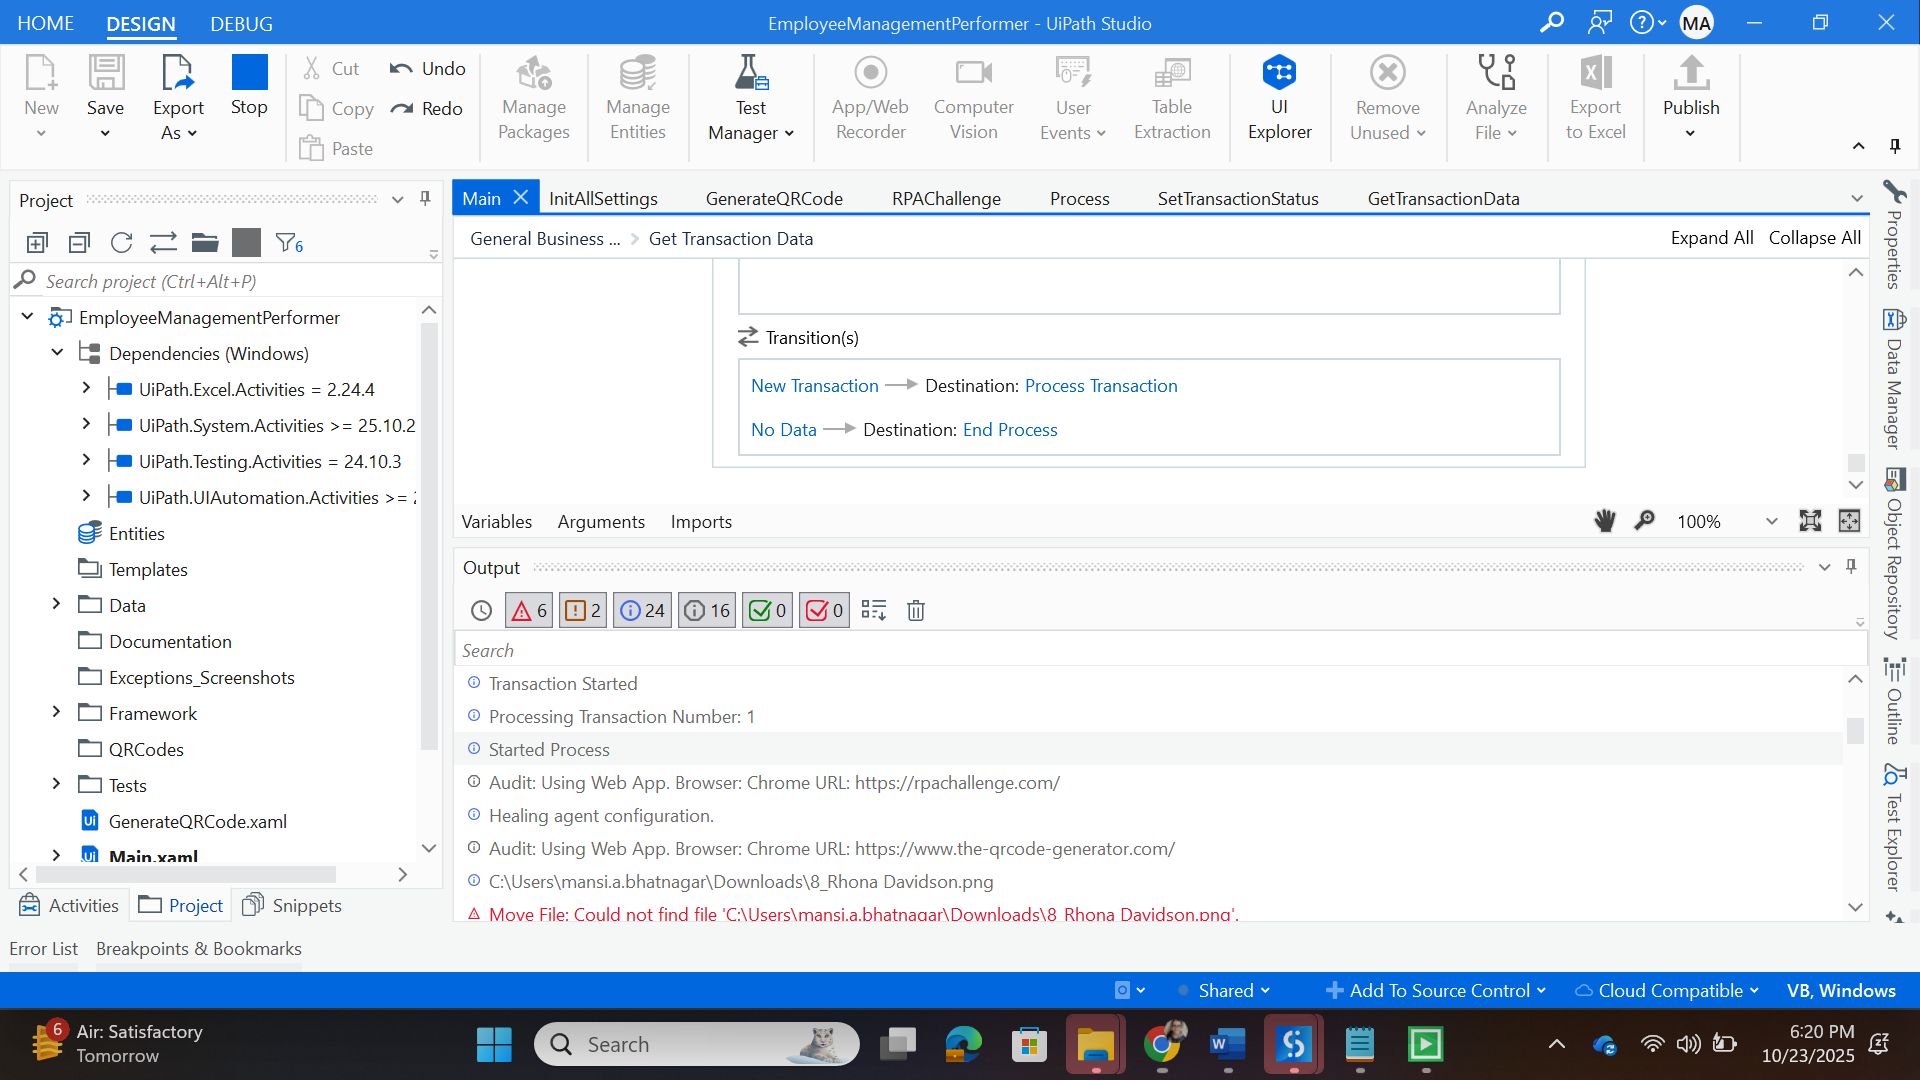 HOME DESIGN DEBUG EmployeeManagementPerformer - UiPath Studio MA
New
Save
Export As
Stop
Cut
Copy
Paste
Undo
Redo
Manage Packages
Manage Entities
Test Manager
App/Web Recorder
Computer Vision
User Events
Table Extraction
UI Explorer
Remove Unused
Analyze File
Export to Excel
Publish
Project
6
Search project (Ctrl+Alt+P)
EmployeeManagementPerformer
Dependencies (Windows)
UiPath.Excel.Activities = 2.24.4
UiPath.System.Activities >= 25.10.2
UiPath.Testing.Activities = 24.10.3
UiPath.UIAutomation.Activities >=
Entities
Templates
Data
Documentation
Exceptions_Screenshots
Framework
QRCodes
Tests
GenerateQRCode.xaml
Main.xaml
Activities Project Snippets
Main InitAllSettings GenerateQRCode RPAChallenge Process SetTransactionStatus GetTransactionData
General Business ... Get Transaction Data Expand All Collapse All
Transition(s)
New Transaction Destination: Process Transaction
No Data Destination: End Process
Variables Arguments Imports 100%
Output
6 2 24 16 0 0
Search
Transaction Started
Processing Transaction Number: 1
Started Process
Audit: Using Web App. Browser: Chrome URL: https://rpachallenge.com/
Healing agent configuration.
Audit: Using Web App. Browser: Chrome URL: https://www.the-qrcode-generator.com/
C:\Users\mansi.a.bhatnagar\Downloads\8_Rhona Davidson.png
Move File: Could not find file 'C:\Users\mansi.a.bhatnagar\Downloads\8_Rhona Davidson.png'.
Properties
Data Manager
Object Repository
Outline
Test Explorer
Error List Breakpoints & Bookmarks
Shared Add To Source Control Cloud Compatible VB, Windows
6
Air: Satisfactory
Tomorrow
Search
6:20 PM
10/23/2025